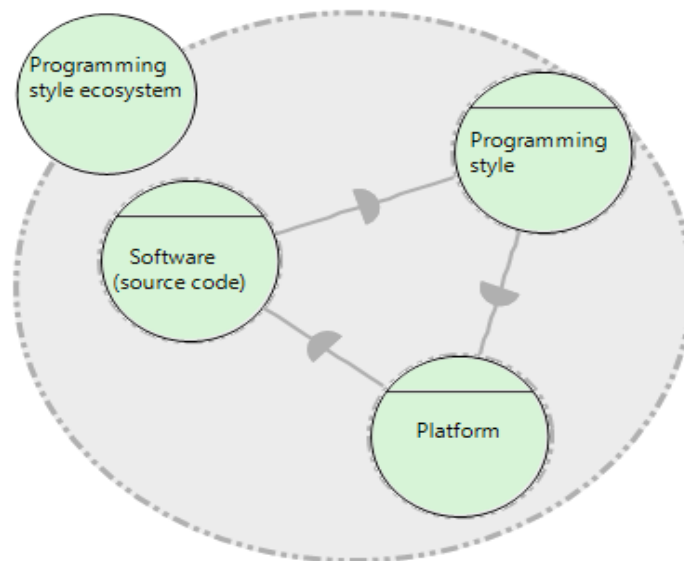 Programming
style ecosystem
Programming
style
Software
(source code)
Platform